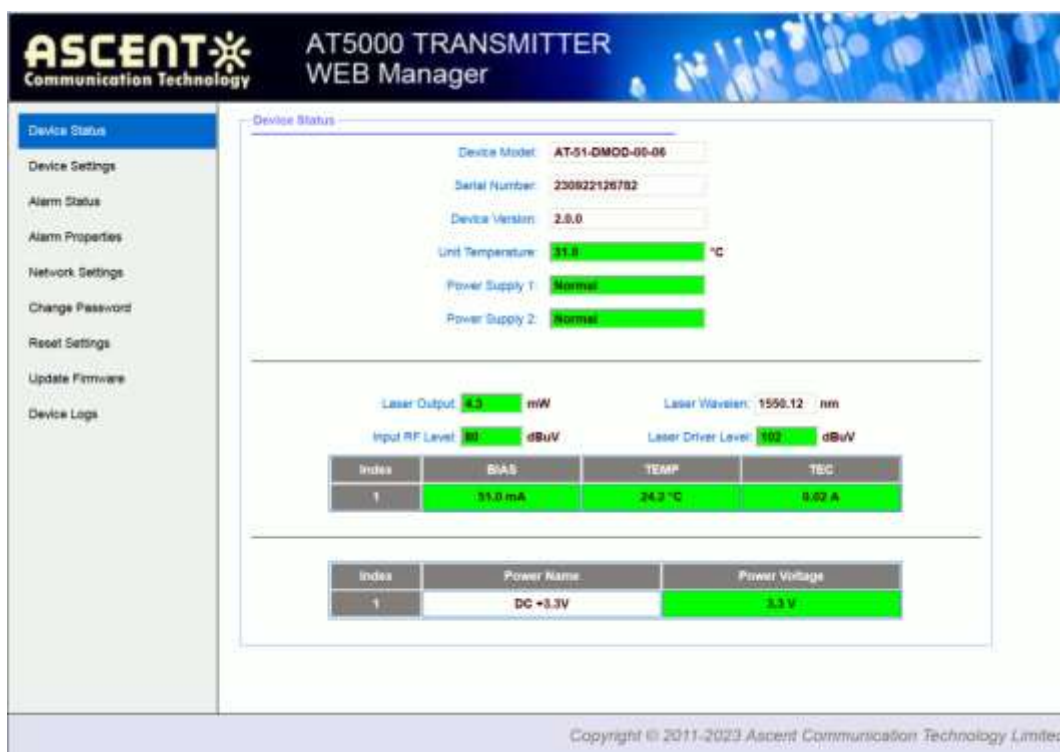 ASCENT
Communication Technology
AT5000 TRANSMITTER
WEB Manager
Device Status
Device Settings
Alarm Status
Alarm Properties
Network Settings
Change Password
Reset Settings
Update Firmware
Device Logs
Device Status
Device Model: AT-51-DMOD-00-06
Serial Number: 230922126782
Device Version: 2.0.0
Unit Temperature: 31.8 °C
Power Supply 1: Normal
Power Supply 2: Normal
Laser Output: 4.3 mW Laser Wavelen: 1550.12 nm
Input RF Level: 80 dBuV Laser Driver Level: 102 dBuV
Index BIAS TEMP TEC
1 51.0 mA 24.2 °C 0.02 A
Index Power Name Power Voltage
1 DC +3.3V 3.3 V
Copyright © 2011-2023 Ascent Communication Technology Limited